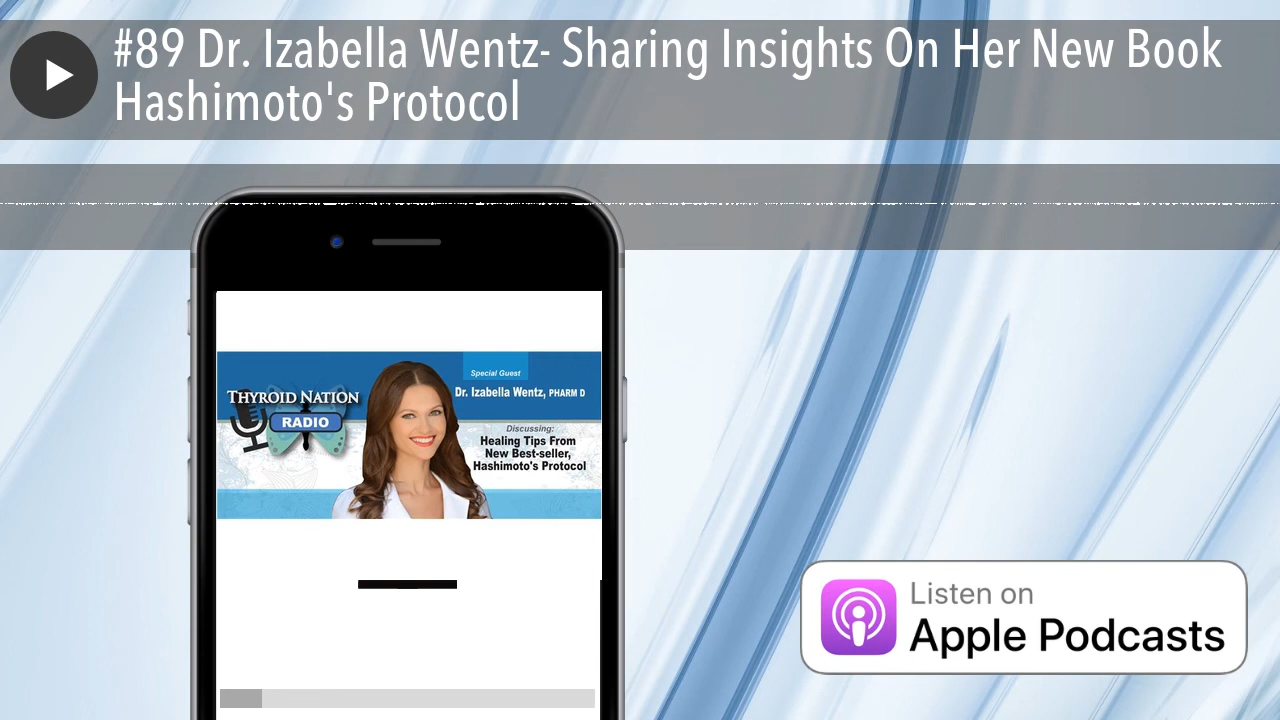 #89 Dr. Izabella Wentz- Sharing Insights On Her New Book
Hashimoto's Protocol
Special Guest
Dr. Izabella Wentz, PHARM D
THYROID NATION
RADIO
Discussing:
Healing Tips From
New Best-seller,
Hashimoto's Protocol
Listen on
Apple Podcasts